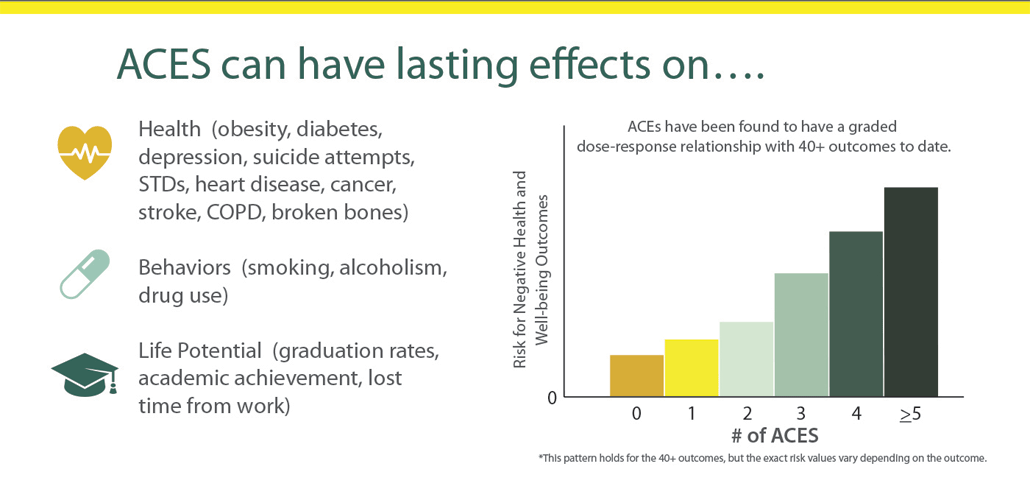 ACES can have lasting effects on….
Health (obesity, diabetes,
depression, suicide attempts,
STDs, heart disease, cancer,
stroke, COPD, broken bones)
Behaviors (smoking, alcoholism,
drug use)
Life Potential (graduation rates,
academic achievement, lost
time from work)
ACEs have been found to have a graded
dose-response relationship with 40+ outcomes to date.
Risk for Negative Health and
Well-being Outcomes
0
0 1 2 3 4 ≥5
# of ACES
*This pattern holds for the 40+ outcomes, but the exact risk values vary depending on the outcome.